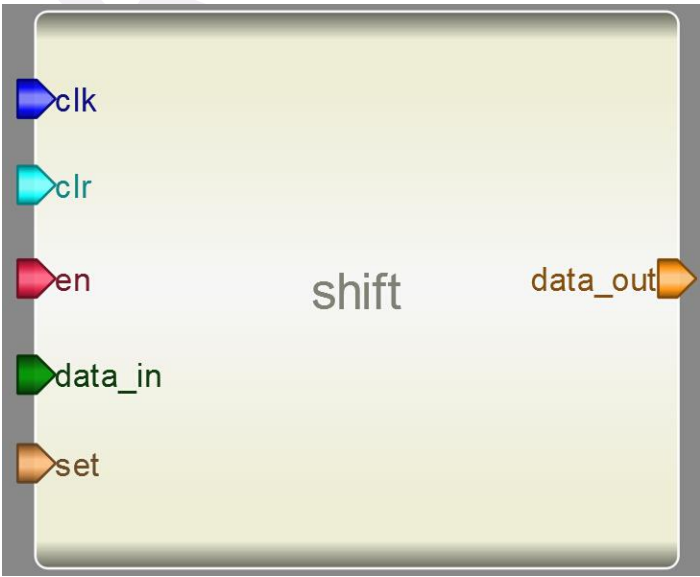 clk
clr
en
shift
data_out
data_in
set